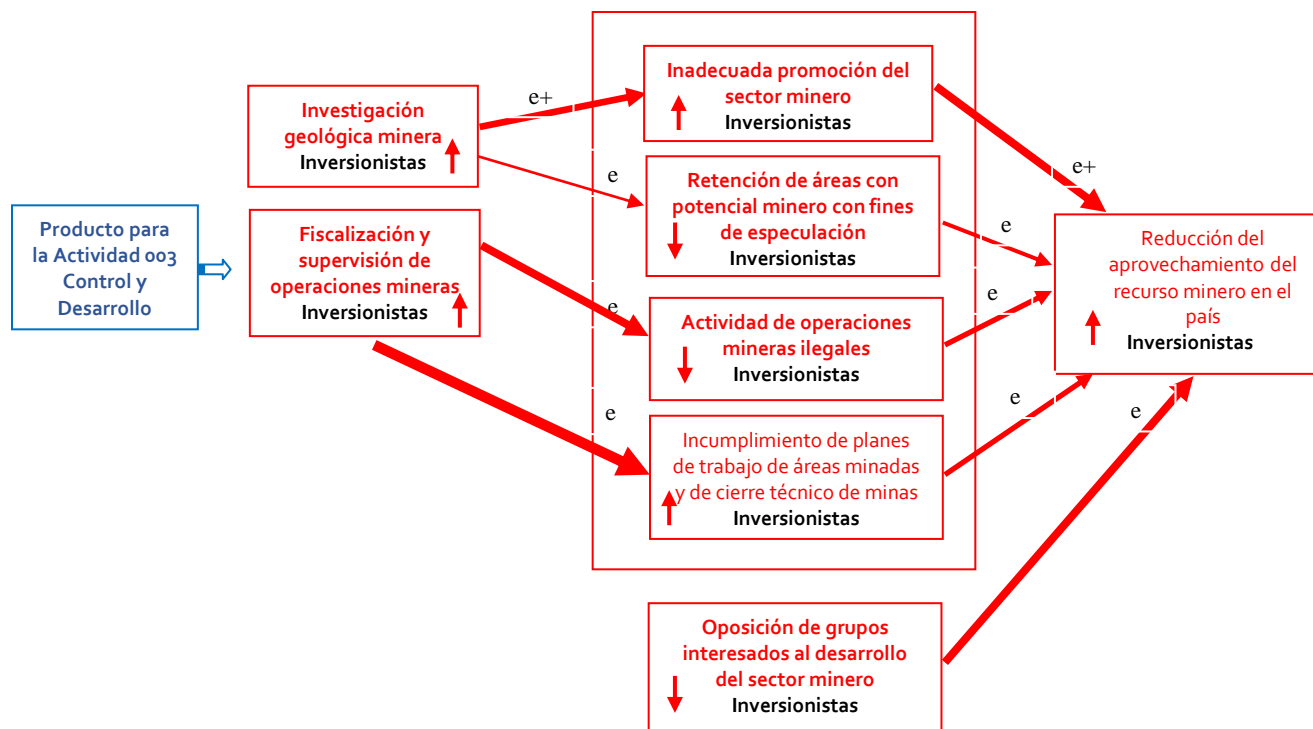 Producto para
la Actividad 003
Control y
Desarrollo
Investigación
geológica minera
Inversionistas
Fiscalización y
supervisión de
operaciones mineras
Inversionistas
e+
e
e
e
Inadecuada promoción del
sector minero
Inversionistas
Retención de áreas con
potencial minero con fines
de especulación
Inversionistas
Actividad de operaciones
mineras ilegales
Inversionistas
Incumplimiento de planes
de trabajo de áreas minadas
y de cierre técnico de minas
Inversionistas
Oposición de grupos
interesados al desarrollo
del sector minero
Inversionistas
e+
e
e
e
e
Reducción del
aprovechamiento del
recurso minero en el
país
Inversionistas